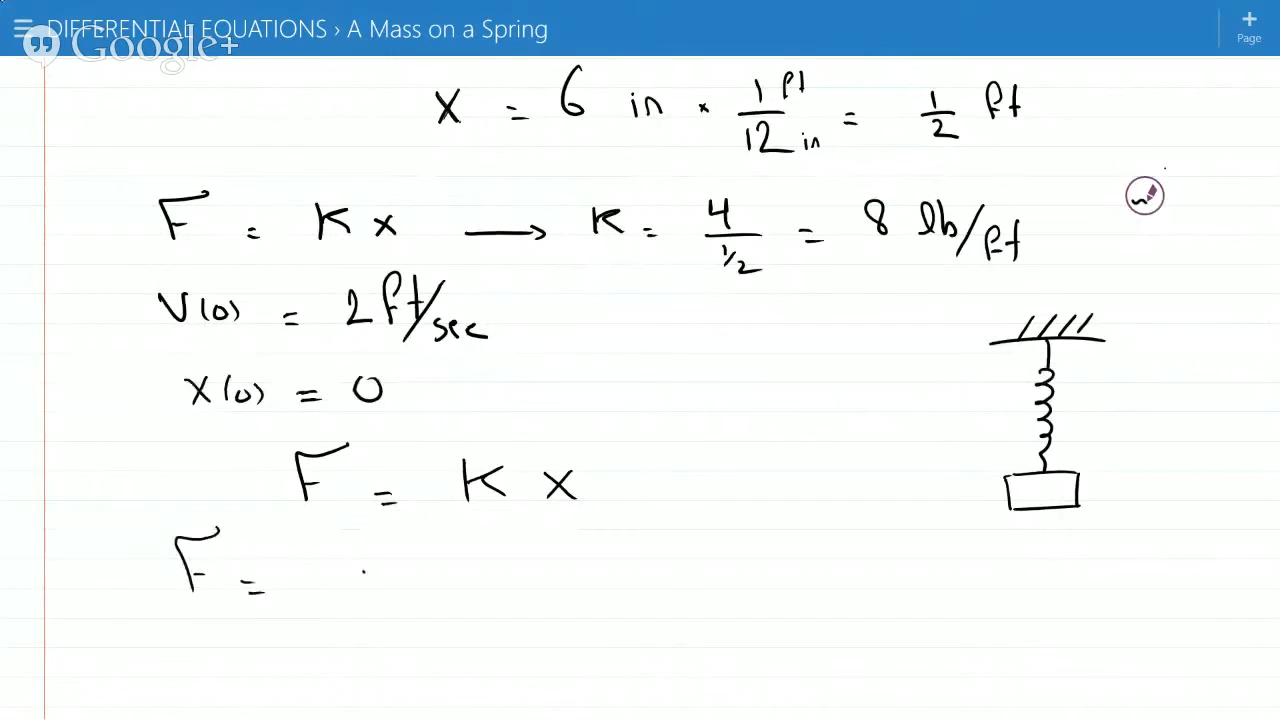 DIFFERENTIAL EQUATIONS › A Mass on a Spring
Google+
Page
x = 6 in × 1 ft / 12 in = 1/2 ft
F = K x → K = 4 / 1/2 = 8 lb/ft
V(0) = 2 ft/sec
X(0) = 0
F = K x
F =